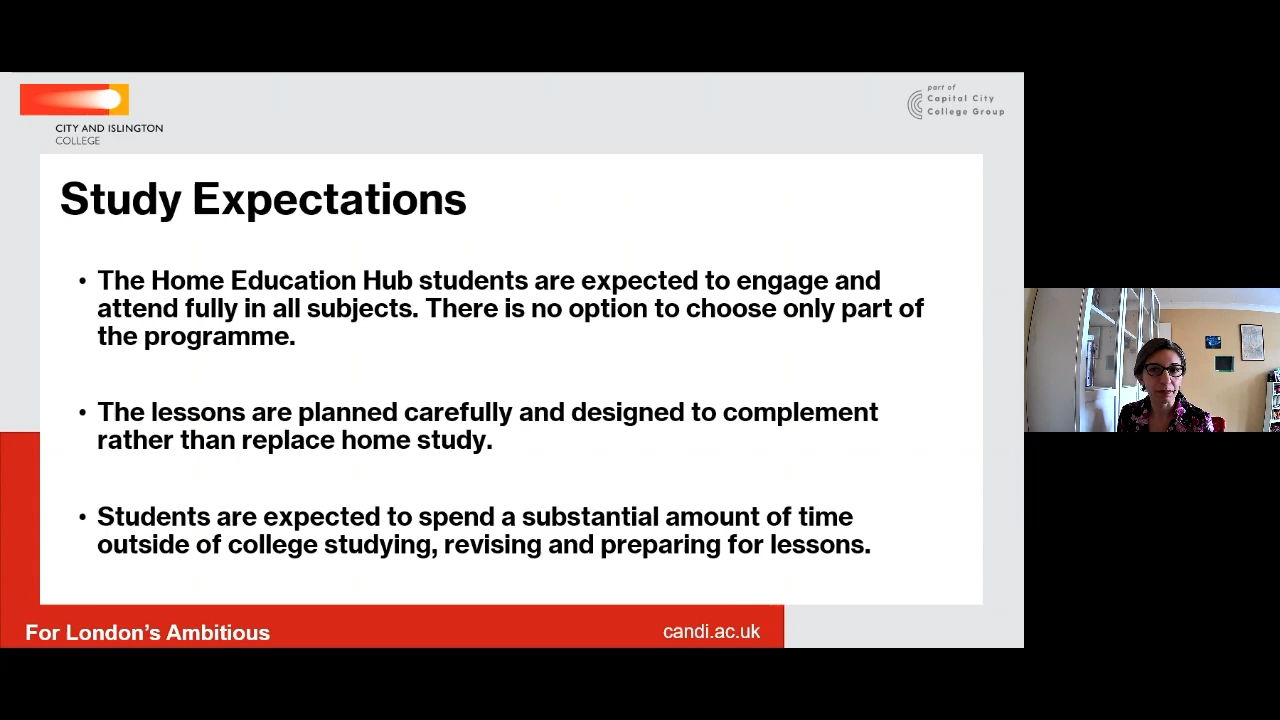 CITY AND ISLINGTON
COLLEGE
part of
Capital City
College Group
Study Expectations
• The Home Education Hub students are expected to engage and
attend fully in all subjects. There is no option to choose only part of
the programme.
• The lessons are planned carefully and designed to complement
rather than replace home study.
• Students are expected to spend a substantial amount of time
outside of college studying, revising and preparing for lessons.
For London's Ambitious
candi.ac.uk